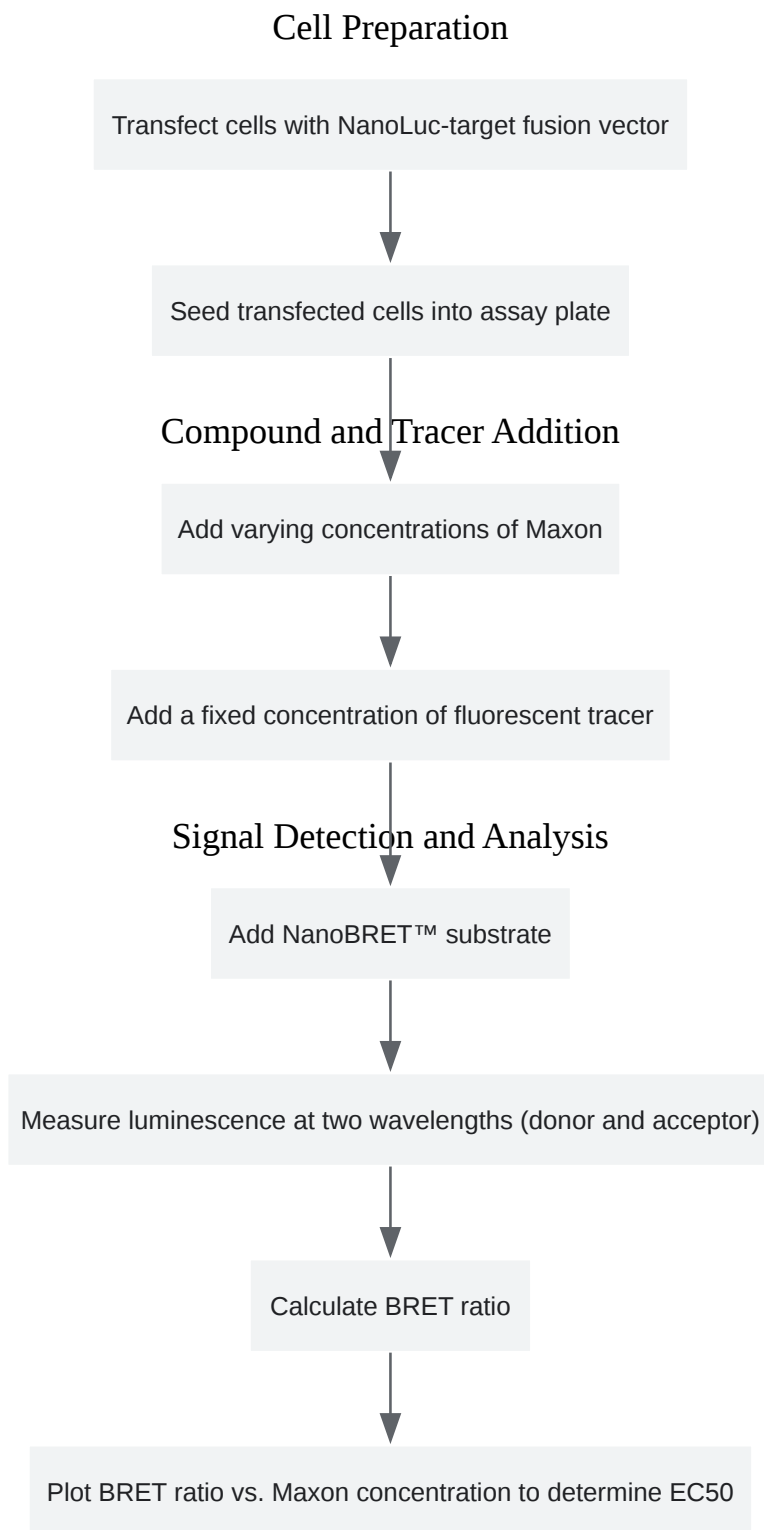 Cell Preparation
Transfect cells with NanoLuc-target fusion vector
Seed transfected cells into assay plate
Compound and Tracer Addition
Add varying concentrations of Maxon
Add a fixed concentration of fluorescent tracer
Signal Detection and Analysis
Add NanoBRET™ substrate
Measure luminescence at two wavelengths (donor and acceptor)
Calculate BRET ratio
Plot BRET ratio vs. Maxon concentration to determine EC50